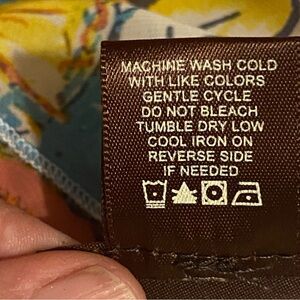 MACHINE WASH COLD
WITH LIKE COLORS
GENTLE CYCLE
DO NOT BLEACH
TUMBLE DRY LOW
COOL IRON ON
REVERSE SIDE
IF NEEDED